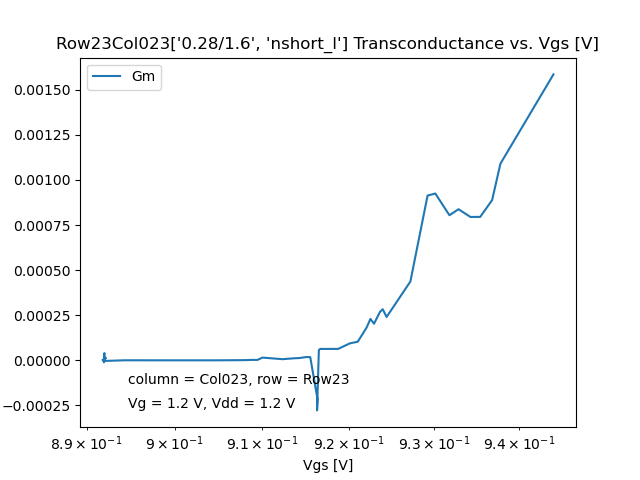 Row23Col023['0.28/1.6', 'nshort_l'] Transconductance vs. Vgs [V]
Gm
0.00150
0.00125
0.00100
0.00075
0.00050
0.00025
0.00000
−0.00025
column = Col023, row = Row23
Vg = 1.2 V, Vdd = 1.2 V
8.9 × 10⁻¹ 9 × 10⁻¹ 9.1 × 10⁻¹ 9.2 × 10⁻¹ 9.3 × 10⁻¹ 9.4 × 10⁻¹
Vgs [V]